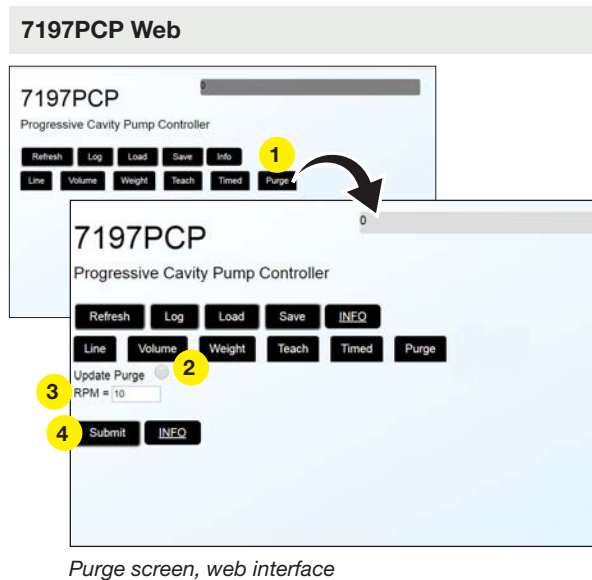 7197PCP Web
0
7197PCP
Progressive Cavity Pump Controller
Refresh Log Load Save Info
1
Line Volume Weight Teach Timed Purge
0
7197PCP
Progressive Cavity Pump Controller
Refresh Log Load Save INFO
Line Volume Weight Teach Timed Purge
Update Purge 2
3 RPM = 10
4 Submit INFO
Purge screen, web interface